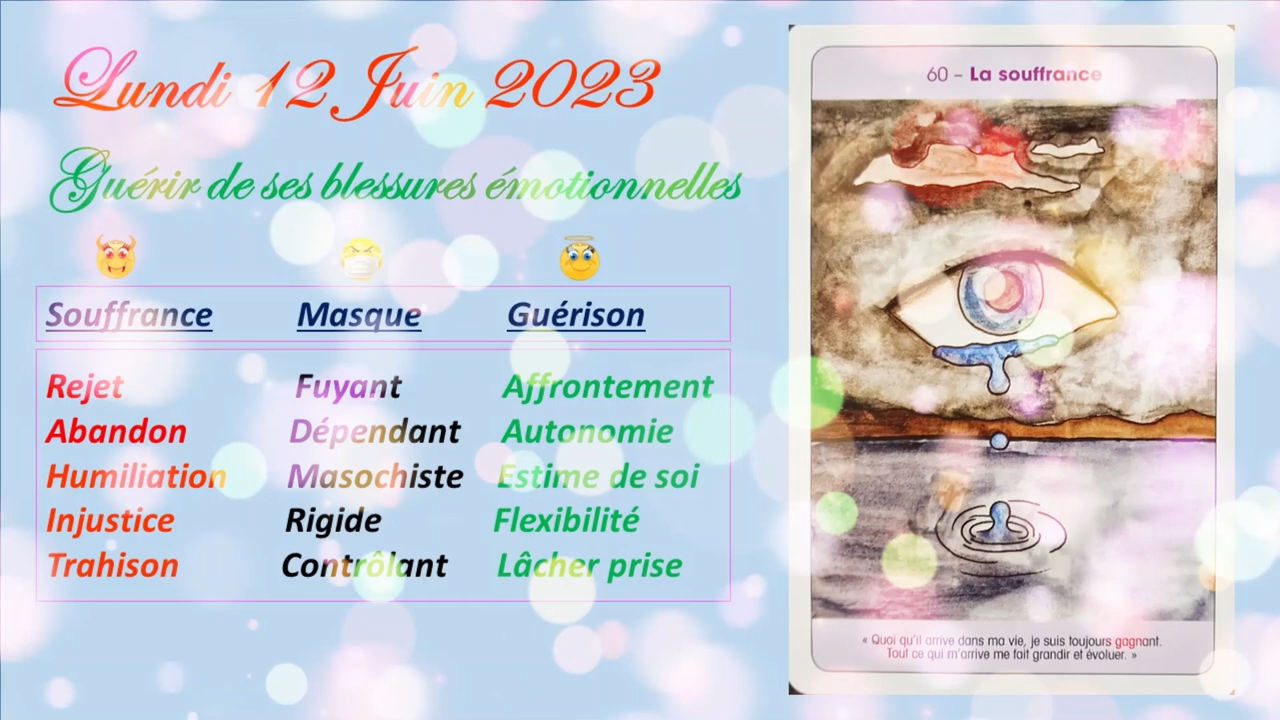 Lundi 12 Juin 2023
Guérir de ses blessures émotionnelles
Souffrance Masque Guérison
Rejet Fuyant Affrontement
Abandon Dépendant Autonomie
Humiliation Masochiste Estime de soi
Injustice Rigide Flexibilité
Trahison Contrôlant Lâcher prise
60 – La souffrance
« Quoi qu'il arrive dans ma vie, je suis toujours gagnant.
Tout ce qui m'arrive me fait grandir et évoluer. »